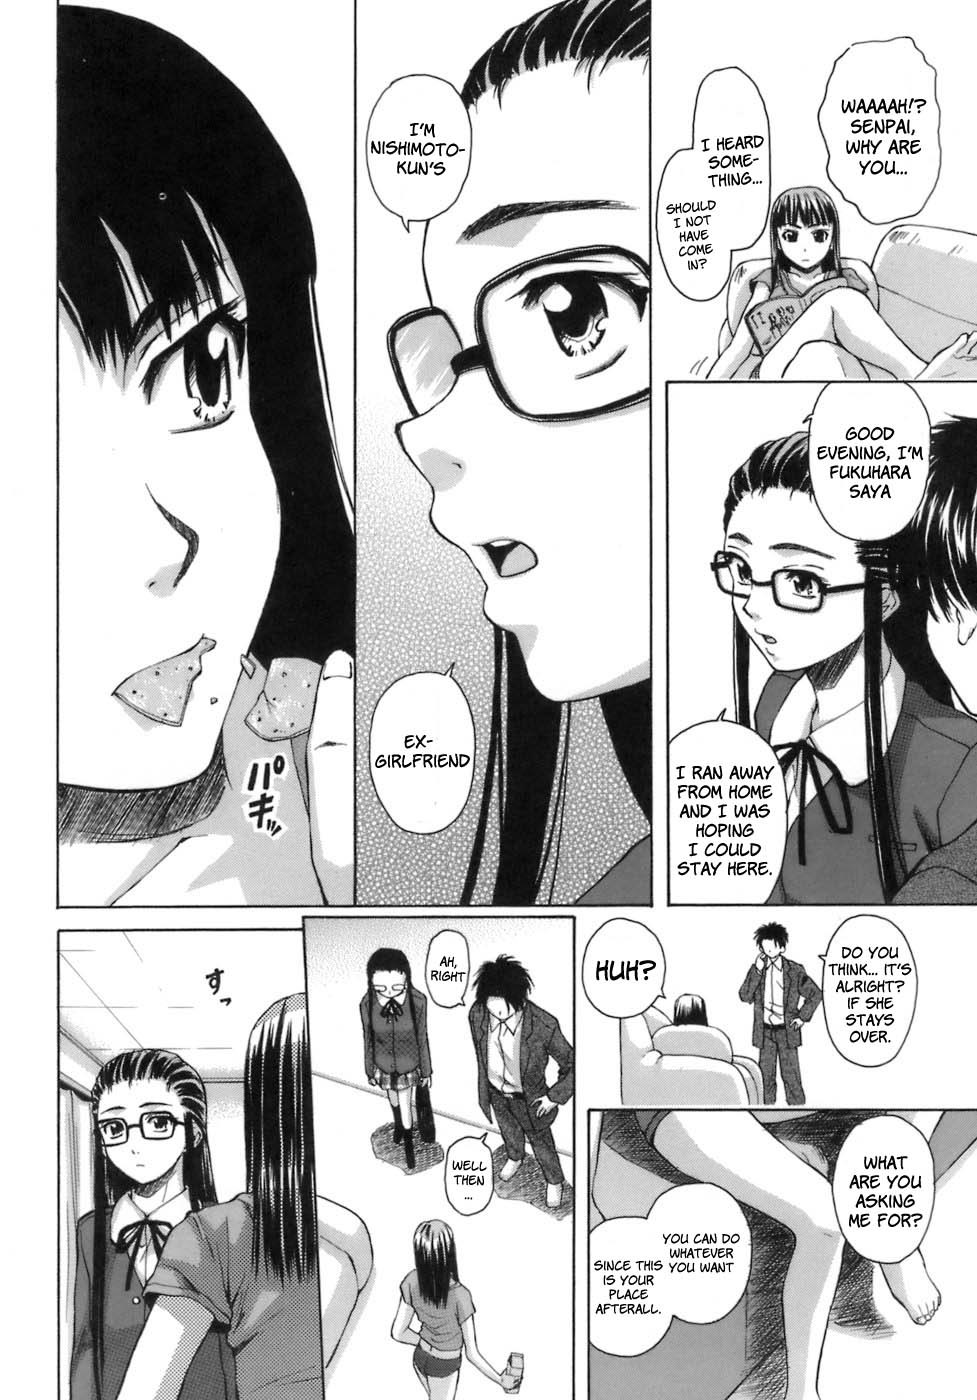 WAAAAH!?
SENPAI,
WHY ARE
YOU...
I HEARD
SOME-
THING...
SHOULD
I NOT
HAVE
COME
IN?
GOOD
EVENING, I'M
FUKUHARA
SAYA
I RAN AWAY
FROM HOME
AND I WAS
HOPING
I COULD
STAY HERE.
I'M
NISHIMOTO-
KUN'S
EX-
GIRLFRIEND
パキッ
DO YOU
THINK... IT'S
ALRIGHT?
IF SHE
STAYS
OVER.
HUH?
WHAT
ARE YOU
ASKING
ME FOR?
YOU CAN DO
WHATEVER
YOU WANT
SINCE THIS
IS YOUR
PLACE
AFTERALL.
AH,
RIGHT
WELL
THEN
...
すっ